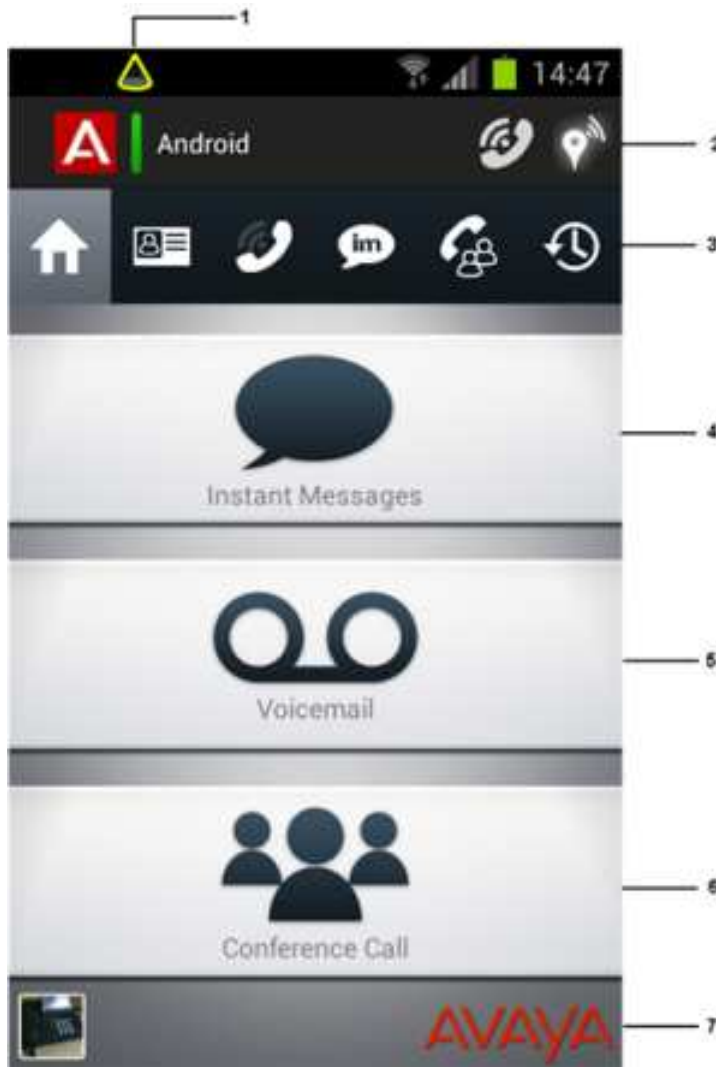 1
14:47
A Android
2
im
3
4
Instant Messages
5
Voicemail
6
Conference Call
AVAYA
7